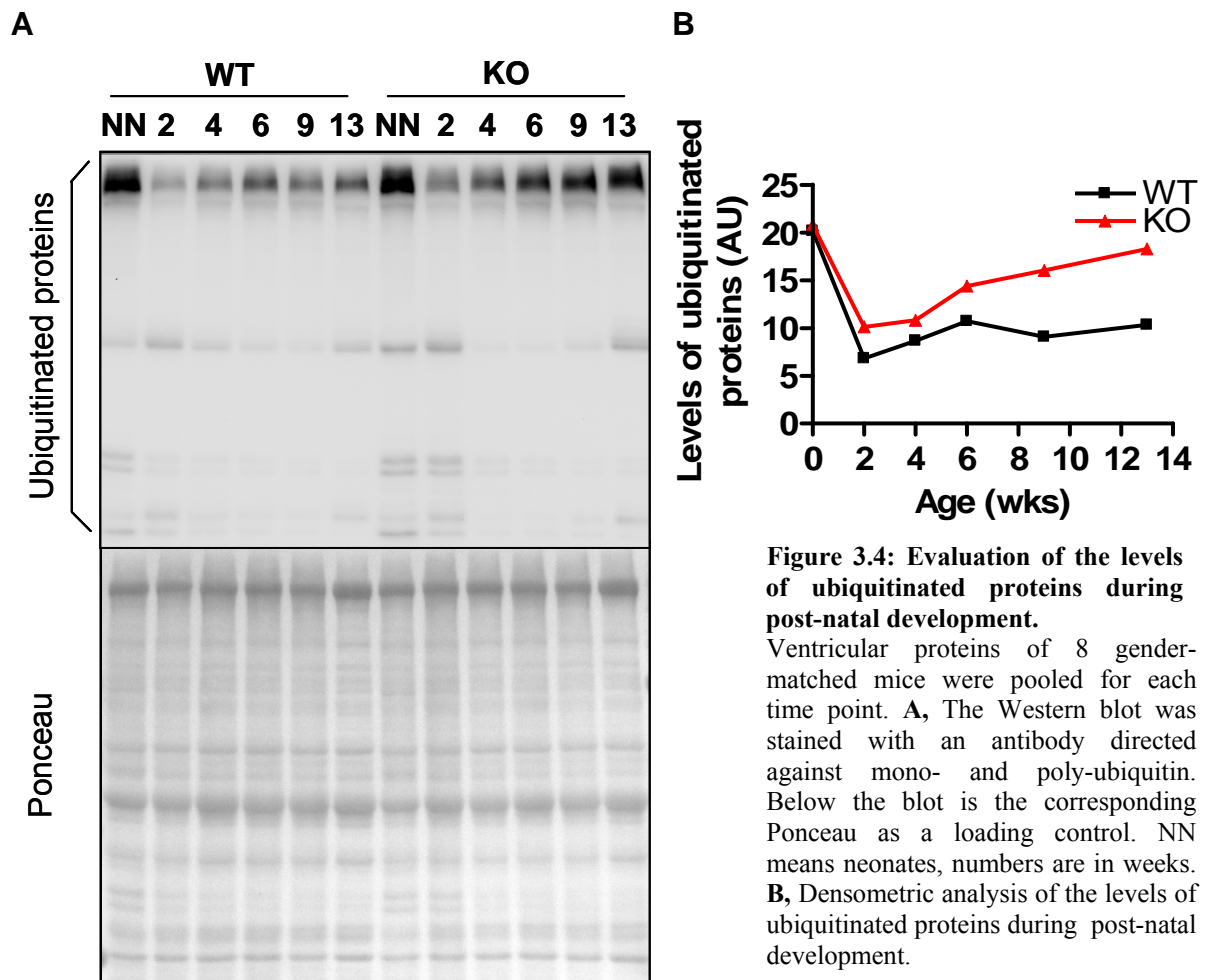 A
WT KO
NN 2 4 6 9 13 NN 2 4 6 9 13
Ubiquitinated proteins
Ponceau
B
Levels of ubiquitinated
proteins (AU)
25
20
15
10
5
0
WT
KO
0 2 4 6 8 10 12 14
Age (wks)
Figure 3.4: Evaluation of the levels
of ubiquitinated proteins during
post-natal development.
Ventricular proteins of 8 gender-
matched mice were pooled for each
time point. A, The Western blot was
stained with an antibody directed
against mono- and poly-ubiquitin.
Below the blot is the corresponding
Ponceau as a loading control. NN
means neonates, numbers are in weeks.
B, Densometric analysis of the levels of
ubiquitinated proteins during post-natal
development.